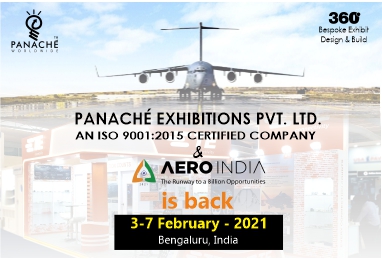 PANACHÉ
TM
WORLDWIDE
360°
Bespoke Exhibit
Design & Build
PANACHÉ EXHIBITIONS PVT. LTD.
AN ISO 9001:2015 CERTIFIED COMPANY
&
AERO INDIA
The Runway to a Billion Opportunities
is back
3-7 February - 2021
Bengaluru, India